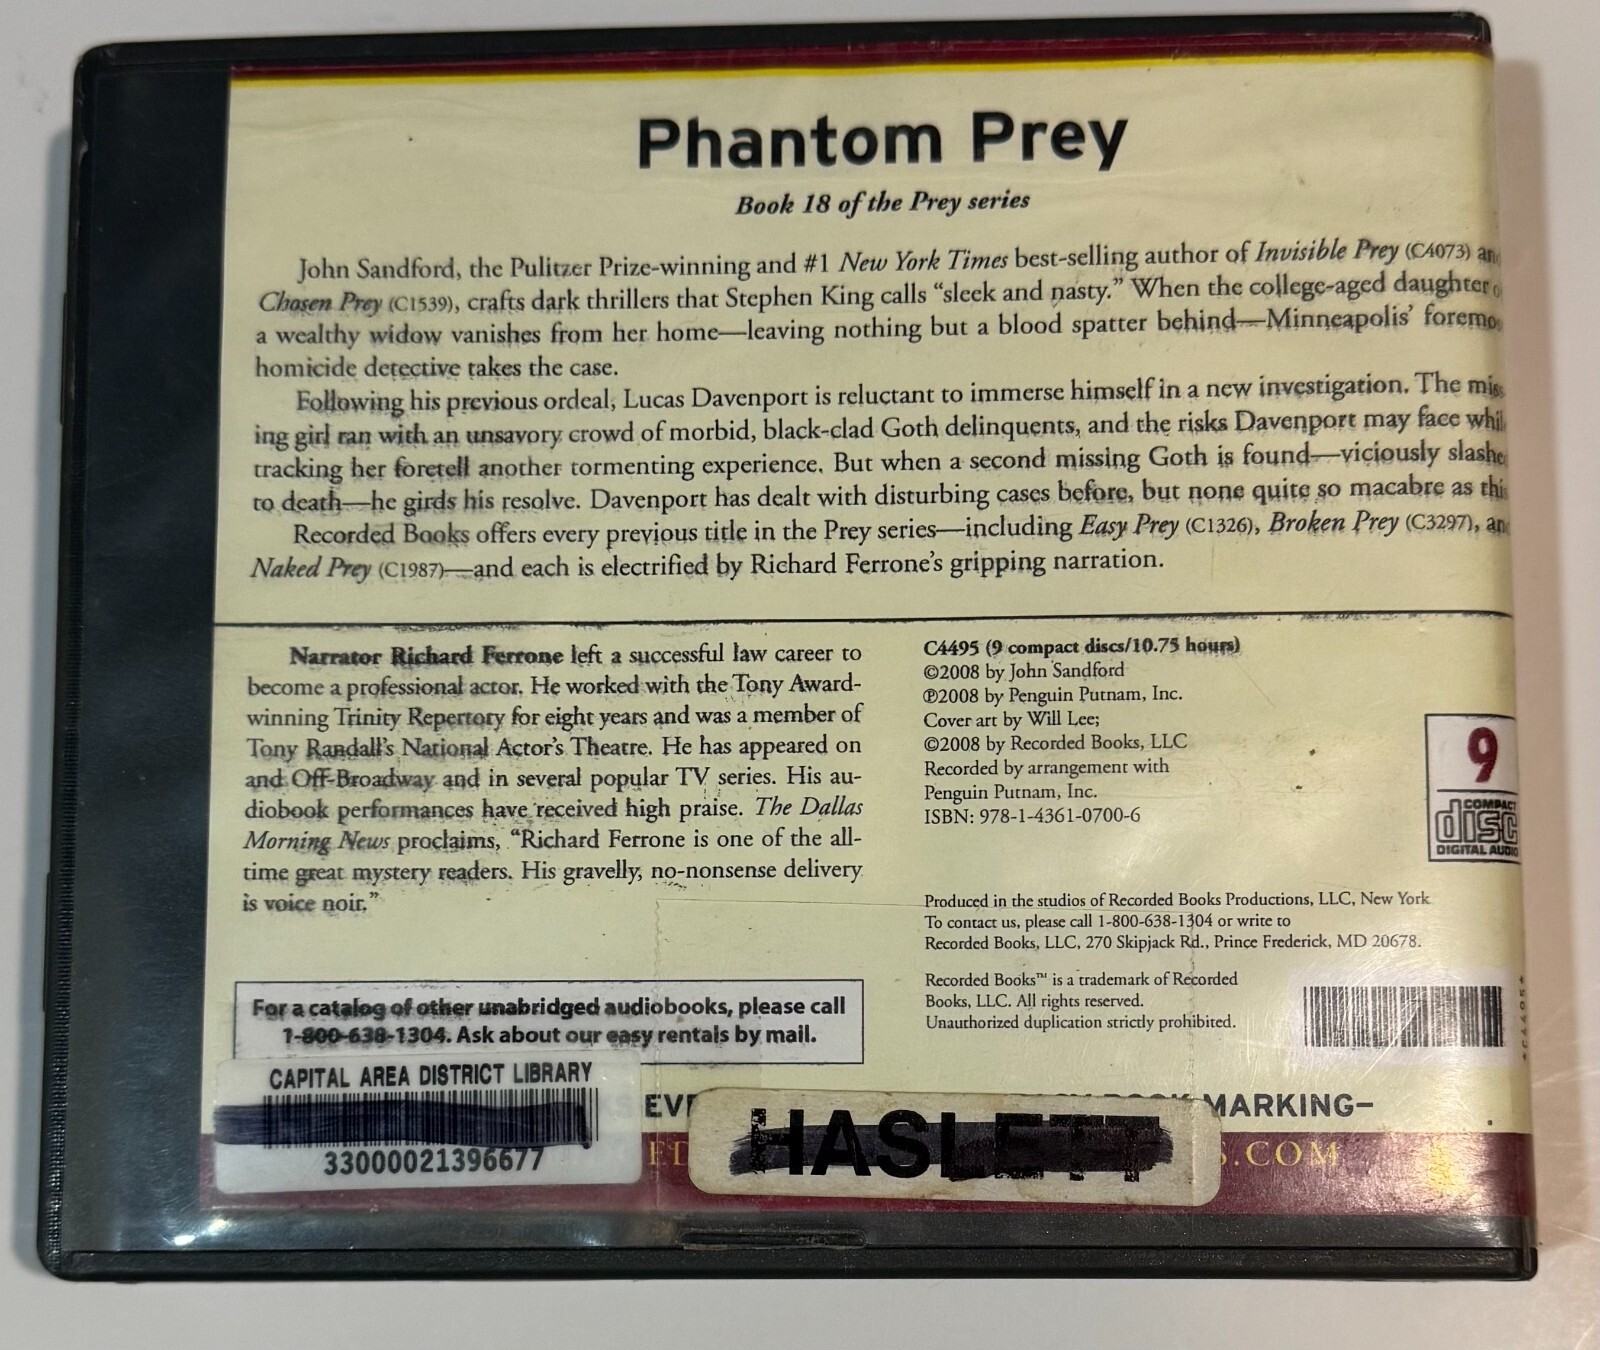 Phantom Prey
Book 18 of the Prey series
John Sandford, the Pulitzer Prize-winning and #1 New York Times best-selling author of Invisible Prey (C4073) an
Chosen Prey (C1539), crafts dark thrillers that Stephen King calls “sleek and nasty.” When the college-aged daughter o
a wealthy widow vanishes from her home—leaving nothing but a blood spatter behind—Minneapolis’ foremo
homicide detective takes the case.
Following his previous ordeal, Lucas Davenport is reluctant to immerse himself in a new investigation. The miss
ing girl ran with an unsavory crowd of morbid, black-clad Goth delinquents, and the risks Davenport may face whil
tracking her foretell another tormenting experience. But when a second missing Goth is found—viciously slashe
to death—he girds his resolve. Davenport has dealt with disturbing cases before, but none quite so macabre as this
Recorded Books offers every previous title in the Prey series—including Easy Prey (C1326), Broken Prey (C3297), an
Naked Prey (C1987)—and each is electrified by Richard Ferrone’s gripping narration.
Narrator Richard Ferrone left a successful law career to
become a professional actor. He worked with the Tony Award-
winning Trinity Repertory for eight years and was a member of
Tony Randall’s National Actor’s Theatre. He has appeared on
and Off-Broadway and in several popular TV series. His au-
diobook performances have received high praise. The Dallas
Morning News proclaims, “Richard Ferrone is one of the all-
time great mystery readers. His gravelly, no-nonsense delivery
is voice noir.”
For a catalog of other unabridged audiobooks, please call
1-800-638-1304. Ask about our easy rentals by mail.
C4495 (9 compact discs/10.75 hours)
©2008 by John Sandford
℗2008 by Penguin Putnam, Inc.
Cover art by Will Lee;
©2008 by Recorded Books, LLC
Recorded by arrangement with
Penguin Putnam, Inc.
ISBN: 978-1-4361-0700-6
9
COMPACT
disc
DIGITAL AUDIO
Produced in the studios of Recorded Books Productions, LLC, New York
To contact us, please call 1-800-638-1304 or write to
Recorded Books, LLC, 270 Skipjack Rd., Prince Frederick, MD 20678.
Recorded Books™ is a trademark of Recorded
Books, LLC. All rights reserved.
Unauthorized duplication strictly prohibited.
*C4495*
CAPITAL AREA DISTRICT LIBRARY
33000021396677
HASLETT
MARKING–
S.COM